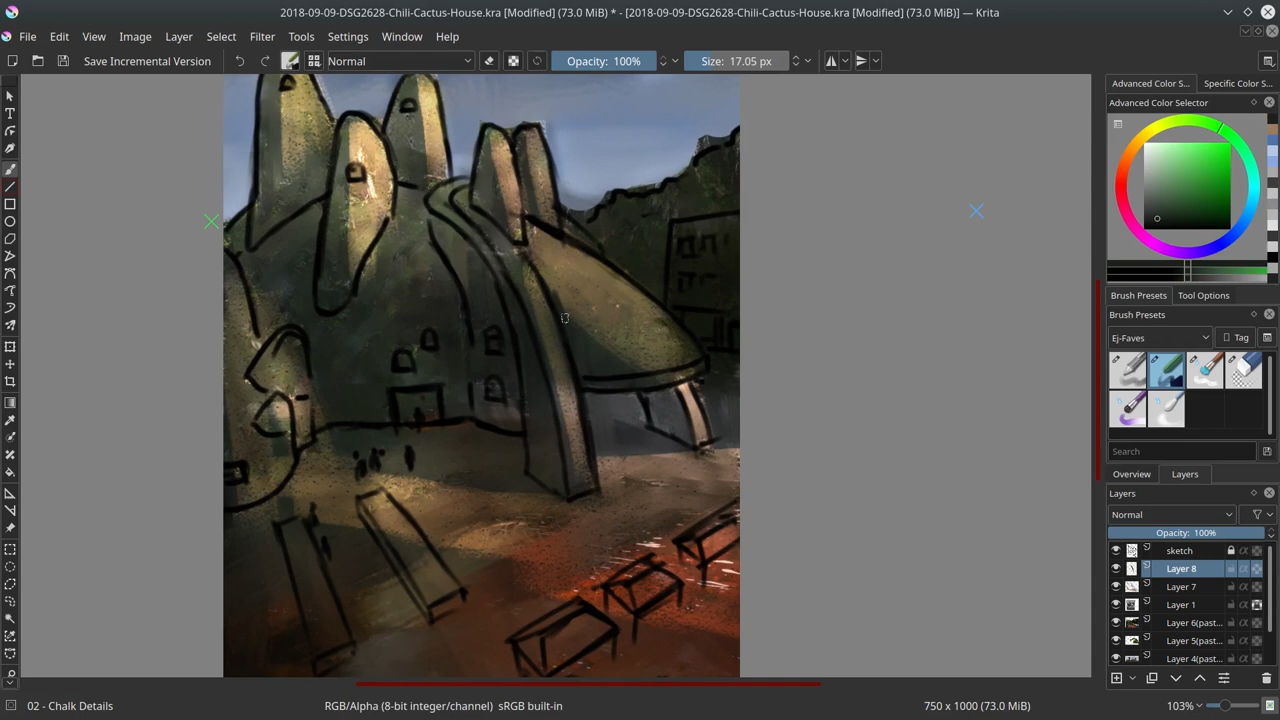 2018-09-09-DSG2628-Chili-Cactus-House.kra [Modified] (73.0 MiB) * - [2018-09-09-DSG2628-Chili-Cactus-House.kra [Modified] (73.0 MiB)] — Krita
File Edit View Image Layer Select Filter Tools Settings Window Help
Save Incremental Version Normal Opacity: 100% Size: 17.05 px
Advanced Color S... Specific Color S...
Advanced Color Selector
Brush Presets Tool Options
Brush Presets
Ej-Faves Tag
Search
Overview Layers
Layers
Normal
Opacity: 100%
sketch
Layer 8
Layer 7
Layer 1
Layer 6(past...
Layer 5(past...
Layer 4(past...
02 - Chalk Details RGB/Alpha (8-bit integer/channel) sRGB built-in 750 x 1000 (73.0 MiB) 103%